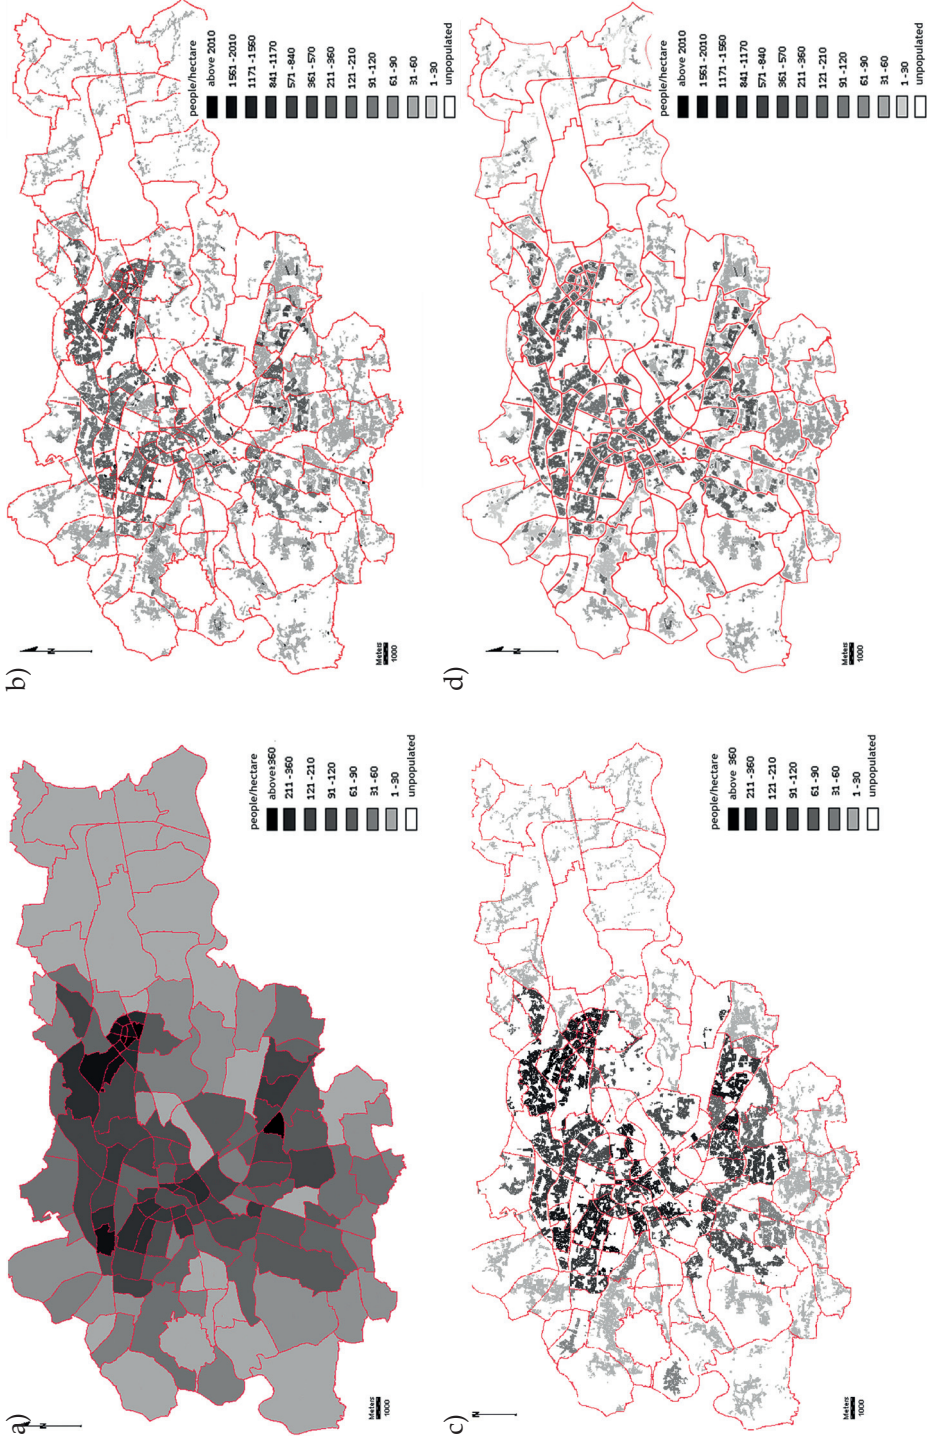 a)
N
Meters
1000
people/hectare
above 360
211 -360
121 -210
91 -120
61 -90
31 -60
1 -30
unpopulated
b)
N
Meters
1000
people/hectare
above 2010
1561 -2010
1171 -1560
841 -1170
571 -840
361 -570
211 -360
121 -210
91 -120
61 -90
31 -60
1 -30
unpopulated
c)
N
Meters
1000
people/hectare
above 360
211 -360
121 -210
91 -120
61 -90
31 -60
1 -30
unpopulated
d)
N
Meters
1000
people/hectare
above 2010
1561 -2010
1171 -1560
841 -1170
571 -840
361 -570
211 -360
121 -210
91 -120
61 -90
31 -60
1 -30
unpopulated